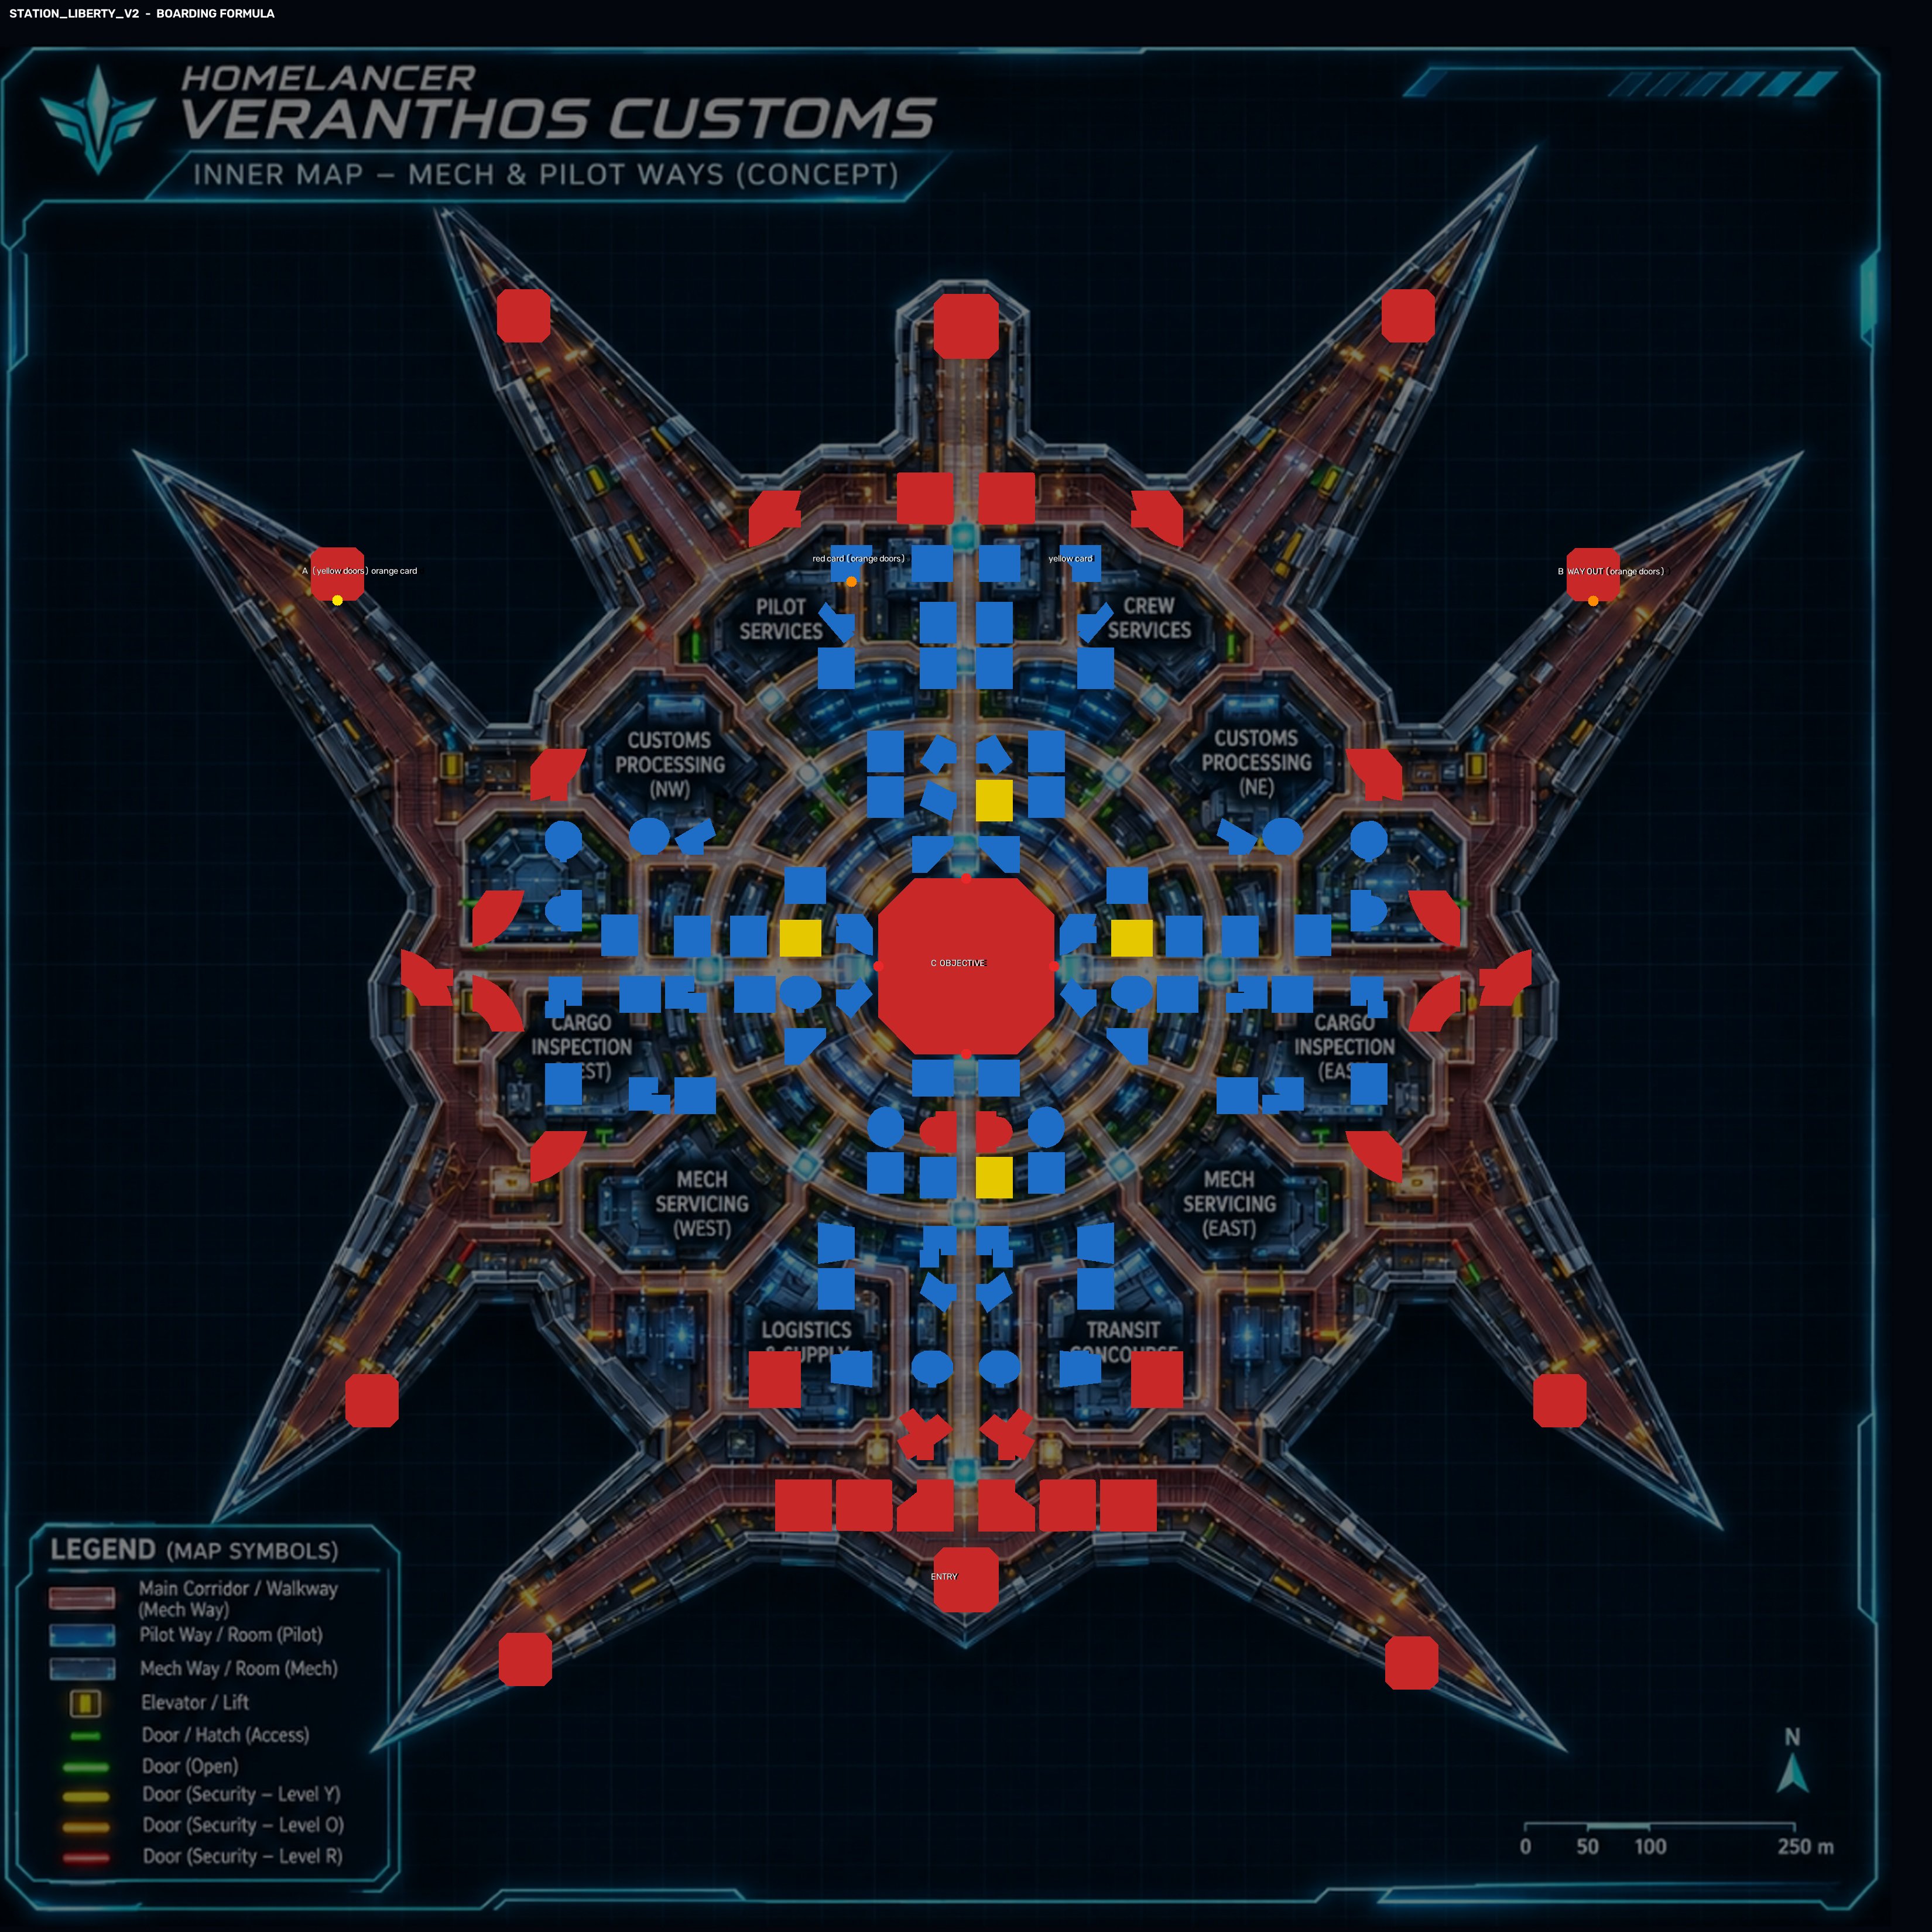 STATION_LIBERTY_V2 - BOARDING FORMULA
HOMELANCER
VERANTHOS CUSTOMS
INNER MAP – MECH & PILOT WAYS (CONCEPT)
red card (orange doors)
yellow card
A (yellow doors) orange card
B WAY OUT (orange doors)
PILOT
SERVICES
CREW
SERVICES
CUSTOMS
PROCESSING
(NW)
CUSTOMS
PROCESSING
(NE)
C OBJECTIVE
CARGO
INSPECTION
CARGO
INSPECTION
MECH
SERVICING
(WEST)
MECH
SERVICING
(EAST)
LOGISTICS
& SUPPLY
TRANSIT
CONCOURSE
ENTRY
LEGEND (MAP SYMBOLS)
Main Corridor / Walkway
(Mech Way)
Pilot Way / Room (Pilot)
Mech Way / Room (Mech)
Elevator / Lift
Door / Hatch (Access)
Door (Open)
Door (Security – Level Y)
Door (Security – Level O)
Door (Security – Level R)
N
0 50 100 250 m